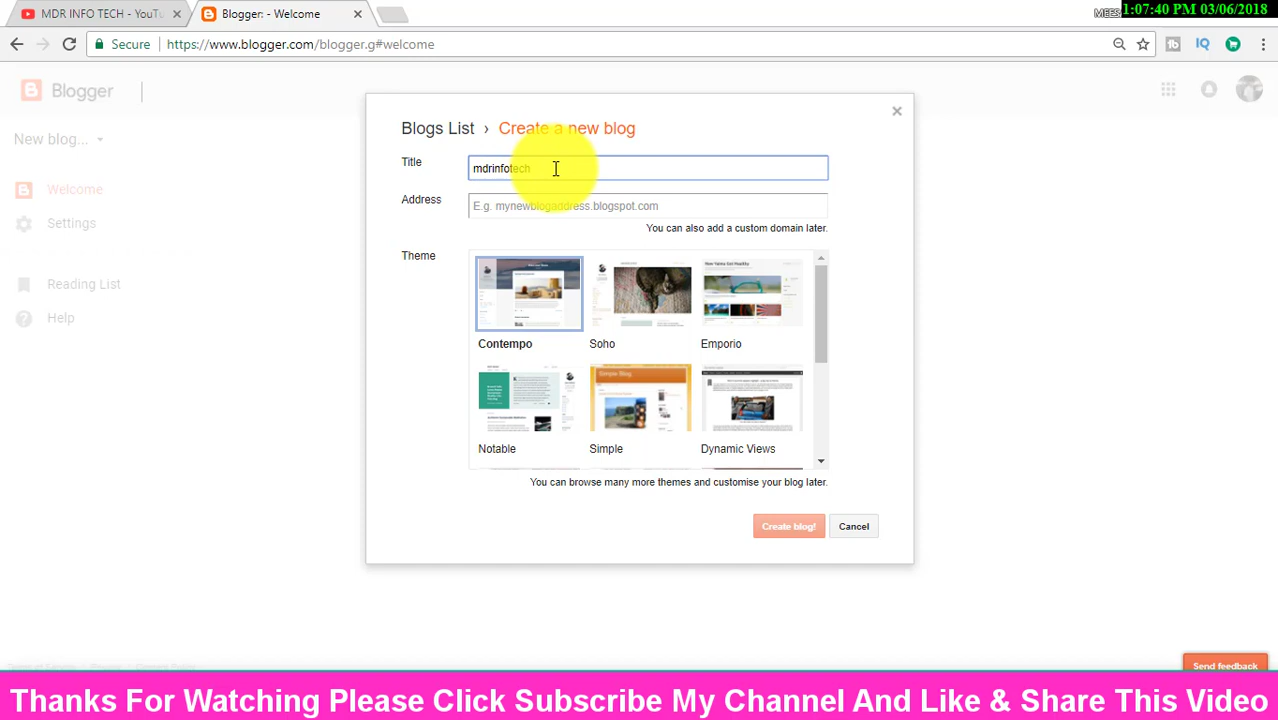 MDR INFO TECH - YouTu
Blogger: - Welcome
MEES
1:07:40 PM 03/06/2018
Secure
https://www.blogger.com/blogger.g#welcome
IQ
Blogger
New blog...
Welcome
Settings
Reading List
Help
Blogs List › Create a new blog
Title
mdrinfotech
Address
E.g. mynewblogaddress.blogspot.com
You can also add a custom domain later.
Theme
Contempo
Soho
Emporio
Simple Blog
Notable
Simple
Dynamic Views
You can browse many more themes and customise your blog later.
Create blog!
Cancel
Send feedback
Thanks For Watching Please Click Subscribe My Channel And Like & Share This Video